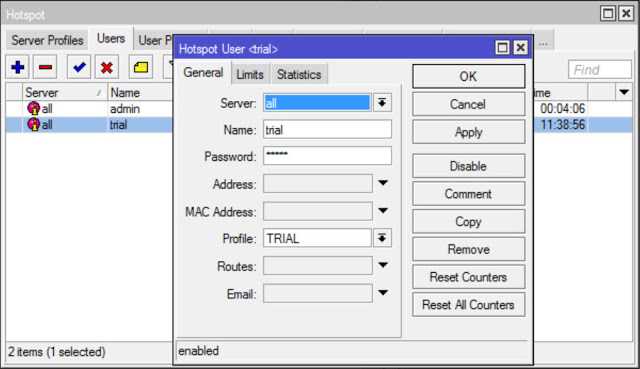 Hotspot
Server Profiles Users User P ...
Find
Server / Name ime
all admin 00:04:06
all trial 11:38:56
2 items (1 selected)
Hotspot User <trial>
General Limits Statistics
Server: all
Name: trial
Password: *****
Address:
MAC Address:
Profile: TRIAL
Routes:
Email:
OK
Cancel
Apply
Disable
Comment
Copy
Remove
Reset Counters
Reset All Counters
enabled